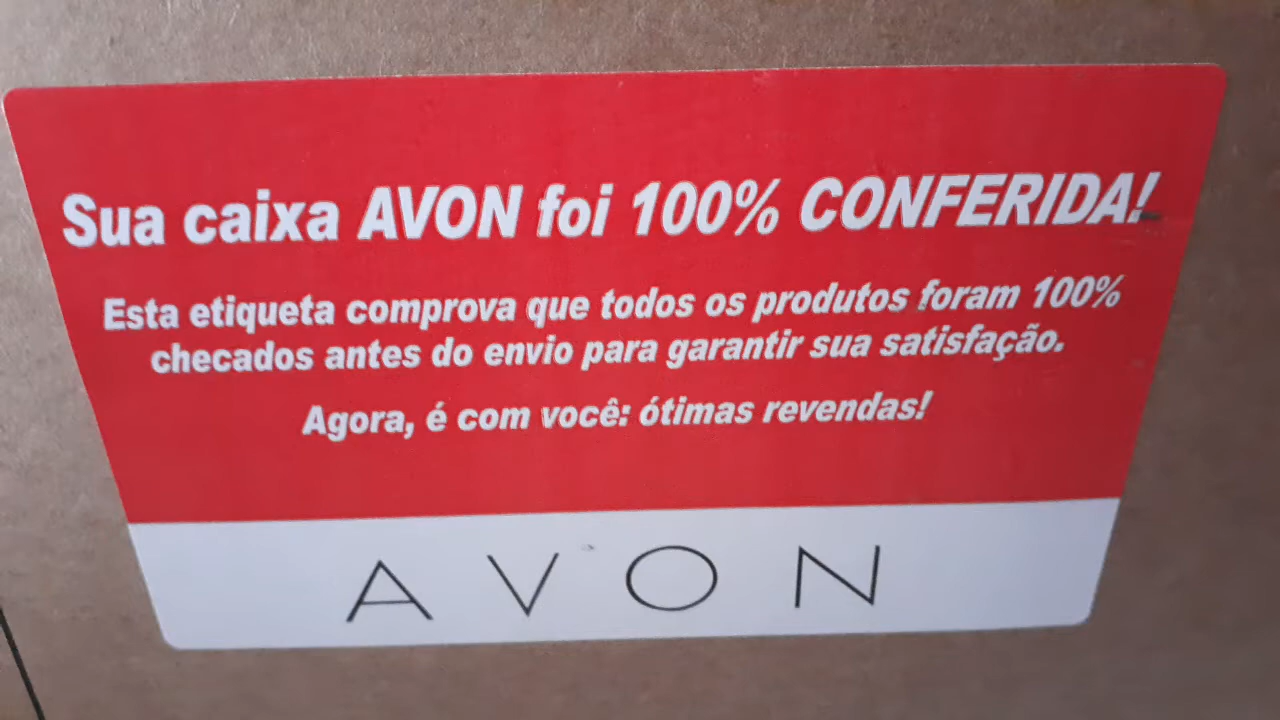 Sua caixa AVON foi 100% CONFERIDA!
Esta etiqueta comprova que todos os produtos foram 100%
checados antes do envio para garantir sua satisfação.
Agora, é com você: ótimas revendas!
AVON